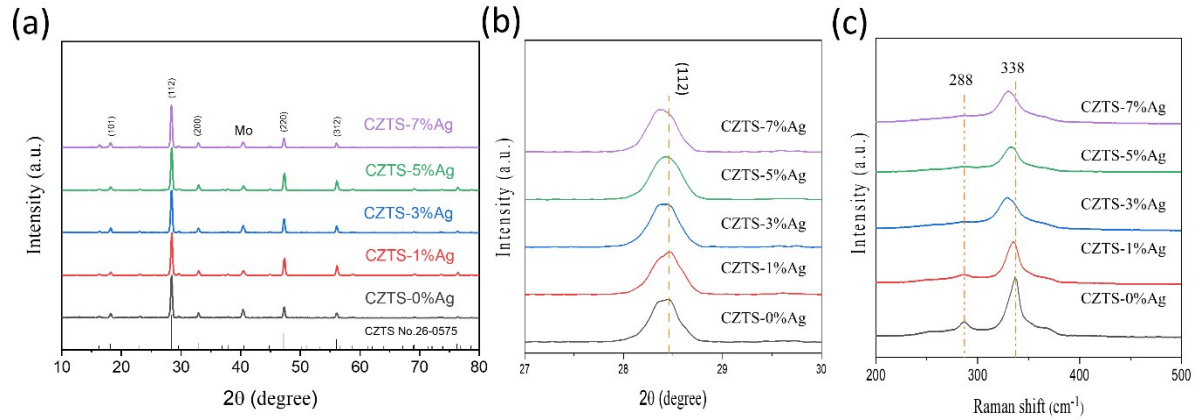 (a)
(101)
(112)
(200)
Mo
(220)
(312)
CZTS-7%Ag
CZTS-5%Ag
CZTS-3%Ag
CZTS-1%Ag
CZTS-0%Ag
CZTS No.26-0575
Intensity (a.u.)
10 20 30 40 50 60 70 80
2θ (degree)
(b)
(112)
CZTS-7%Ag
CZTS-5%Ag
CZTS-3%Ag
CZTS-1%Ag
CZTS-0%Ag
Intensity (a.u.)
27 28 29 30
2θ (degree)
(c)
288
338
CZTS-7%Ag
CZTS-5%Ag
CZTS-3%Ag
CZTS-1%Ag
CZTS-0%Ag
Intensity (a.u.)
200 300 400 500
Raman shift (cm⁻¹)